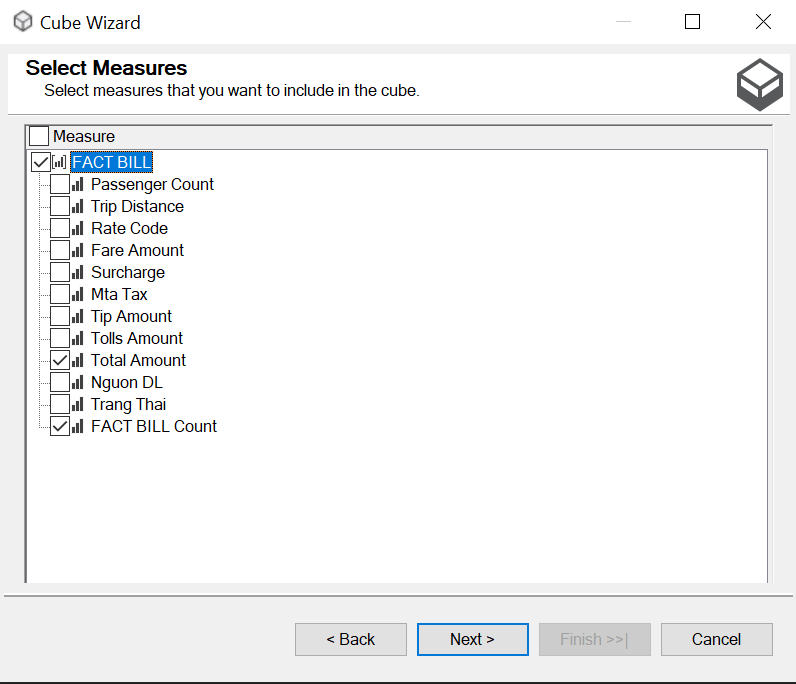 Cube Wizard
Select Measures
Select measures that you want to include in the cube.
Measure
FACT BILL
Passenger Count
Trip Distance
Rate Code
Fare Amount
Surcharge
Mta Tax
Tip Amount
Tolls Amount
Total Amount
Nguon DL
Trang Thai
FACT BILL Count
< Back
Next >
Finish >>|
Cancel